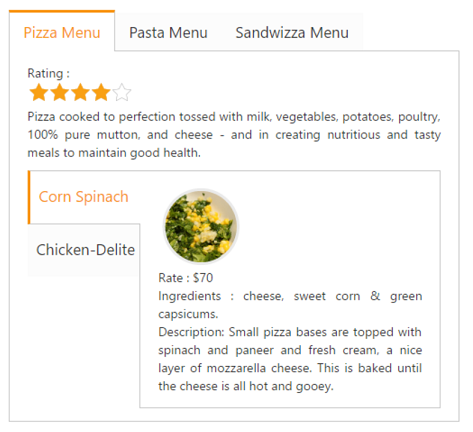 Pizza Menu Pasta Menu Sandwizza Menu
Rating :
Pizza cooked to perfection tossed with milk, vegetables, potatoes, poultry,
100% pure mutton, and cheese - and in creating nutritious and tasty
meals to maintain good health.
Corn Spinach
Chicken-Delite
Rate : $70
Ingredients : cheese, sweet corn & green
capsicums.
Description: Small pizza bases are topped with
spinach and paneer and fresh cream, a nice
layer of mozzarella cheese. This is baked until
the cheese is all hot and gooey.